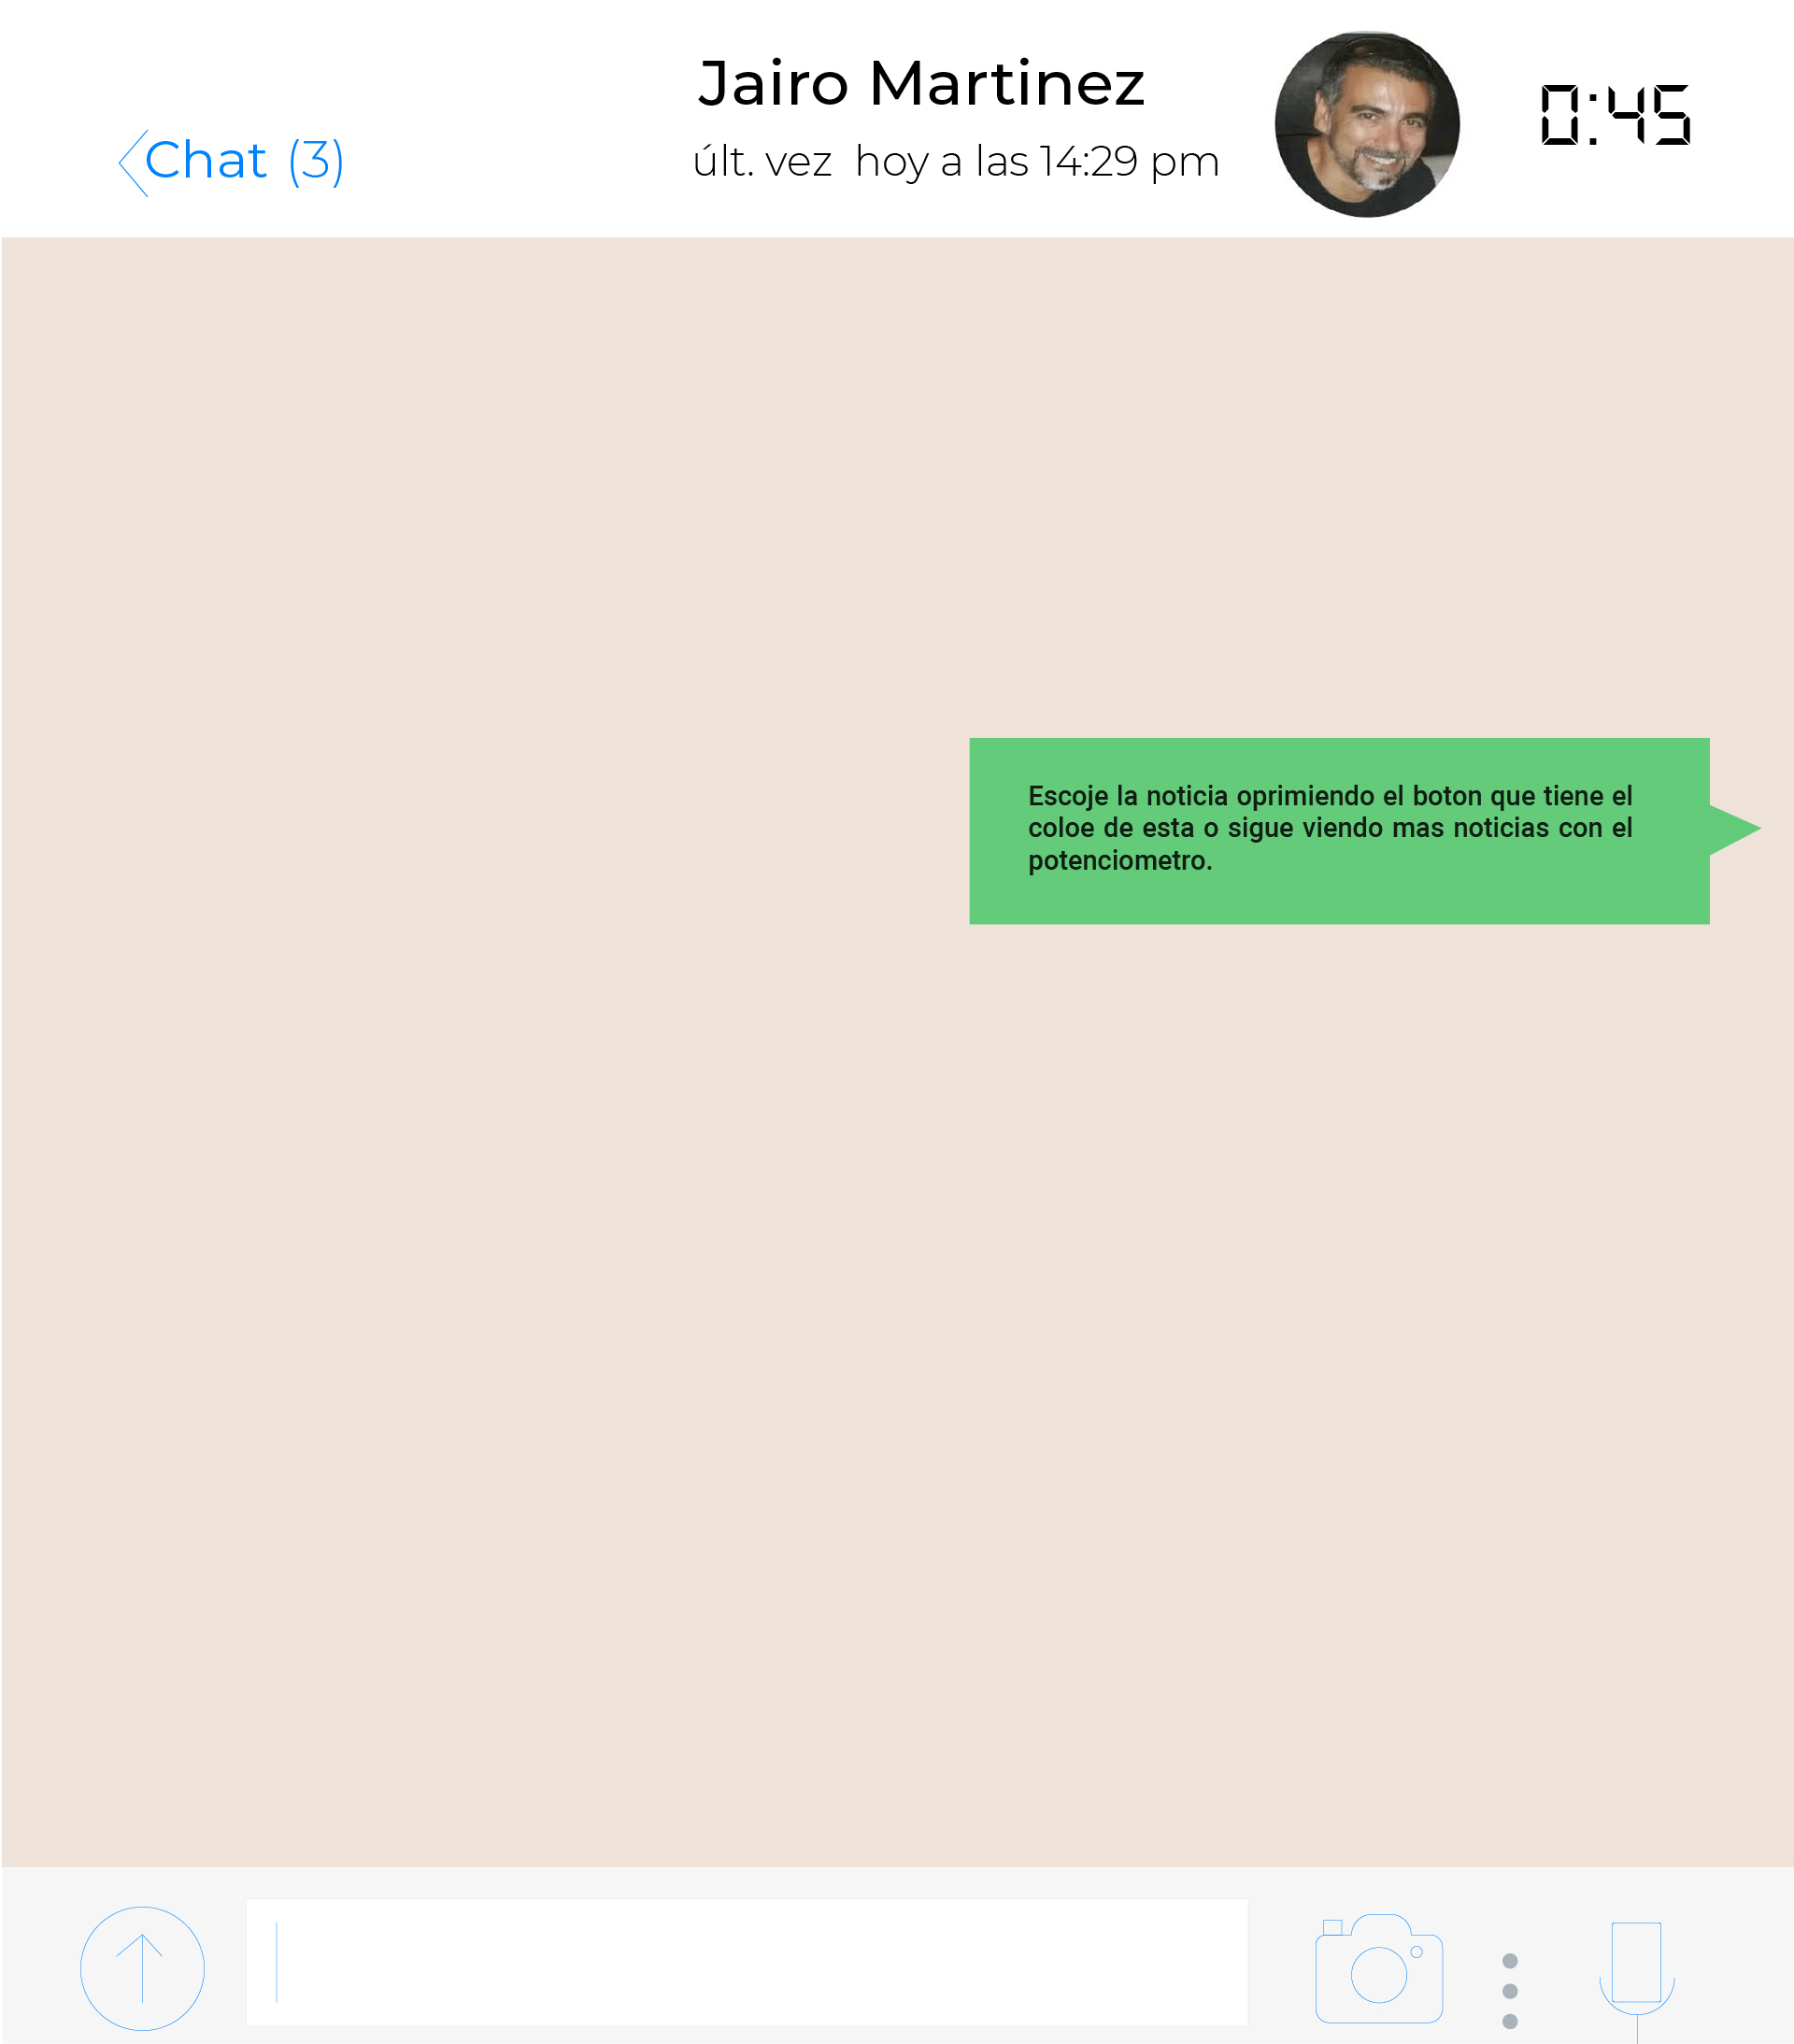 Jairo Martinez
0:45
Chat (3)
últ. vez hoy a las 14:29 pm
Escoje la noticia oprimiendo el boton que tiene el
coloe de esta o sigue viendo mas noticias con el
potenciometro.